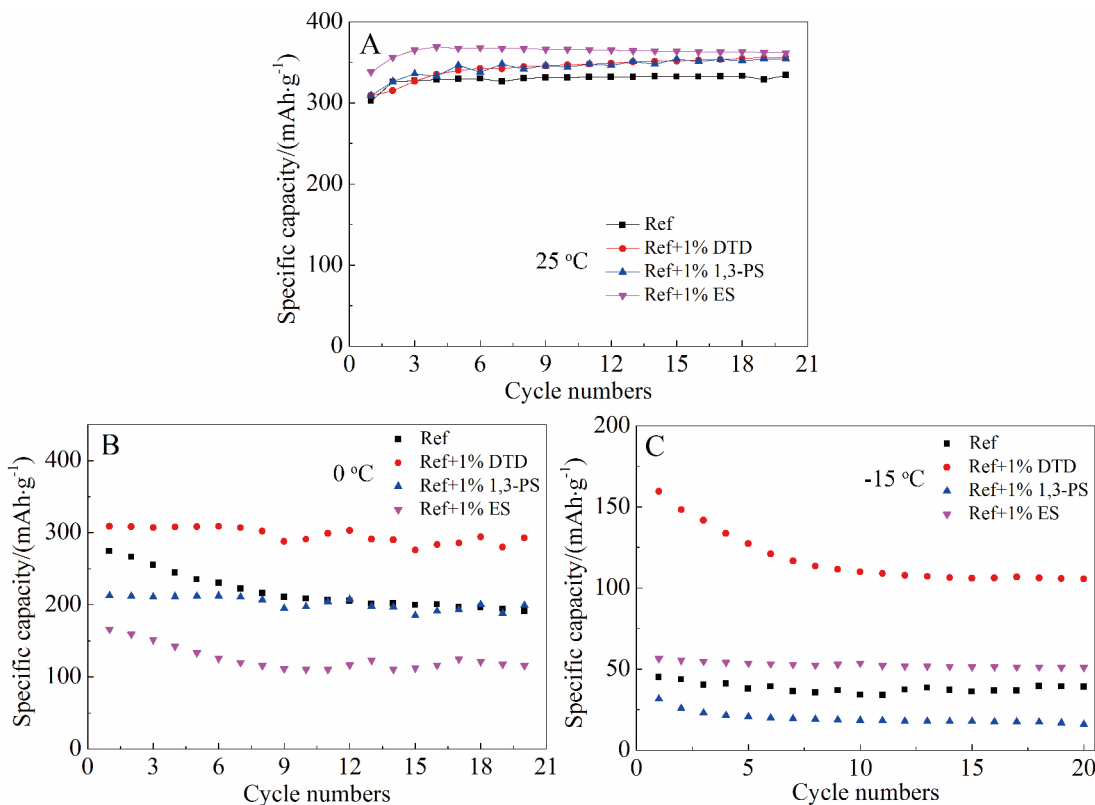 A
Specific capacity/(mAh·g⁻¹)
400
300
200
100
0
Ref
Ref+1% DTD
Ref+1% 1,3-PS
Ref+1% ES
25 °C
0 3 6 9 12 15 18 21
Cycle numbers
B
Specific capacity/(mAh·g⁻¹)
400
300
200
100
0
Ref
Ref+1% DTD
Ref+1% 1,3-PS
Ref+1% ES
0 °C
0 3 6 9 12 15 18 21
Cycle numbers
C
Specific capacity/(mAh·g⁻¹)
200
150
100
50
0
Ref
Ref+1% DTD
Ref+1% 1,3-PS
Ref+1% ES
-15 °C
0 5 10 15 20
Cycle numbers